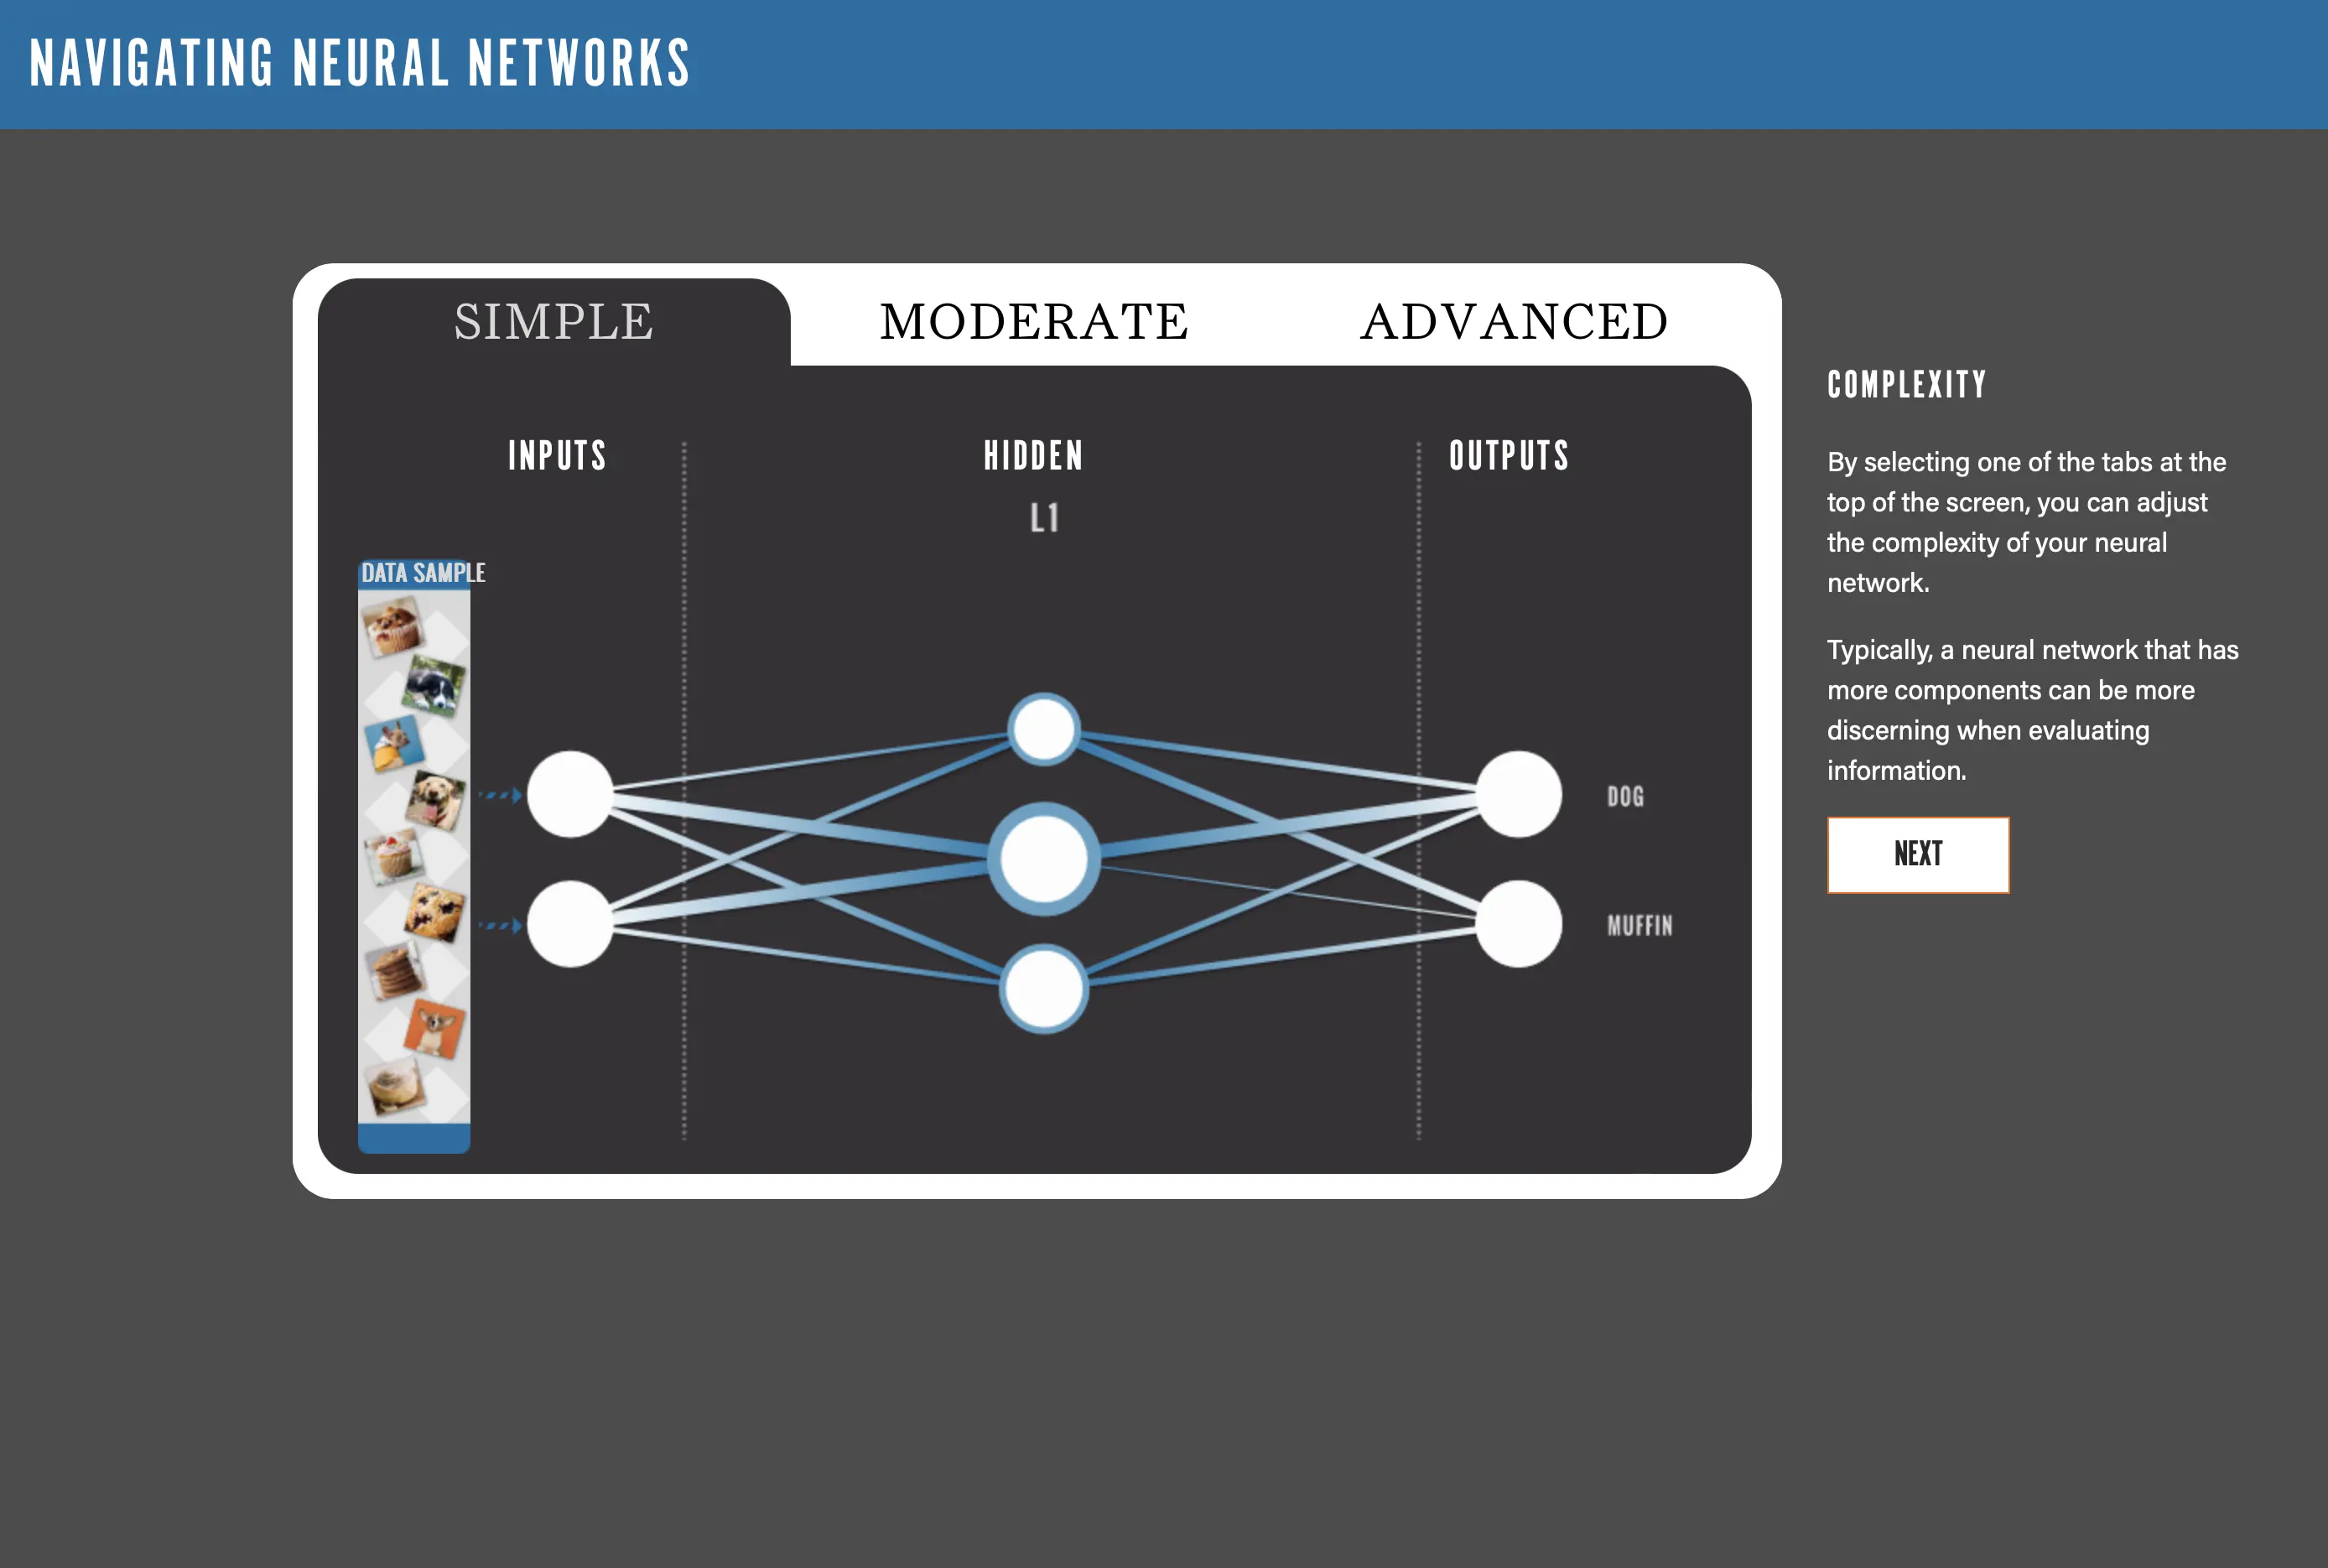 NAVIGATING NEURAL NETWORKS
SIMPLE
MODERATE
ADVANCED
INPUTS
HIDDEN
OUTPUTS
L1
DATA SAMPLE
DOG
MUFFIN
COMPLEXITY
By selecting one of the tabs at the
top of the screen, you can adjust
the complexity of your neural
network.
Typically, a neural network that has
more components can be more
discerning when evaluating
information.
NEXT